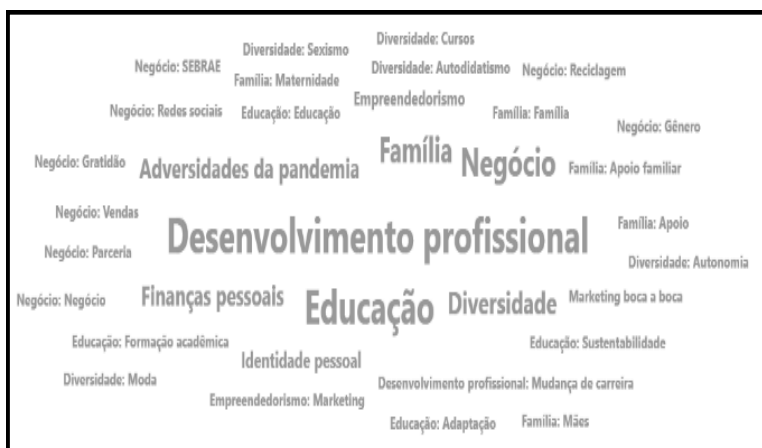 Diversidade: Cursos
Diversidade: Sexismo
Negócio: SEBRAE
Diversidade: Autodidatismo
Negócio: Reciclagem
Família: Maternidade
Empreendedorismo
Negócio: Redes sociais
Educação: Educação
Família: Família
Negócio: Gênero
Família
Negócio
Negócio: Gratidão
Adversidades da pandemia
Família: Apoio familiar
Negócio: Vendas
Família: Apoio
Desenvolvimento profissional
Negócio: Parceria
Diversidade: Autonomia
Negócio: Negócio
Finanças pessoais
Educação
Diversidade
Marketing boca a boca
Educação: Formação acadêmica
Educação: Sustentabilidade
Identidade pessoal
Diversidade: Moda
Desenvolvimento profissional: Mudança de carreira
Empreendedorismo: Marketing
Educação: Adaptação
Família: Mães